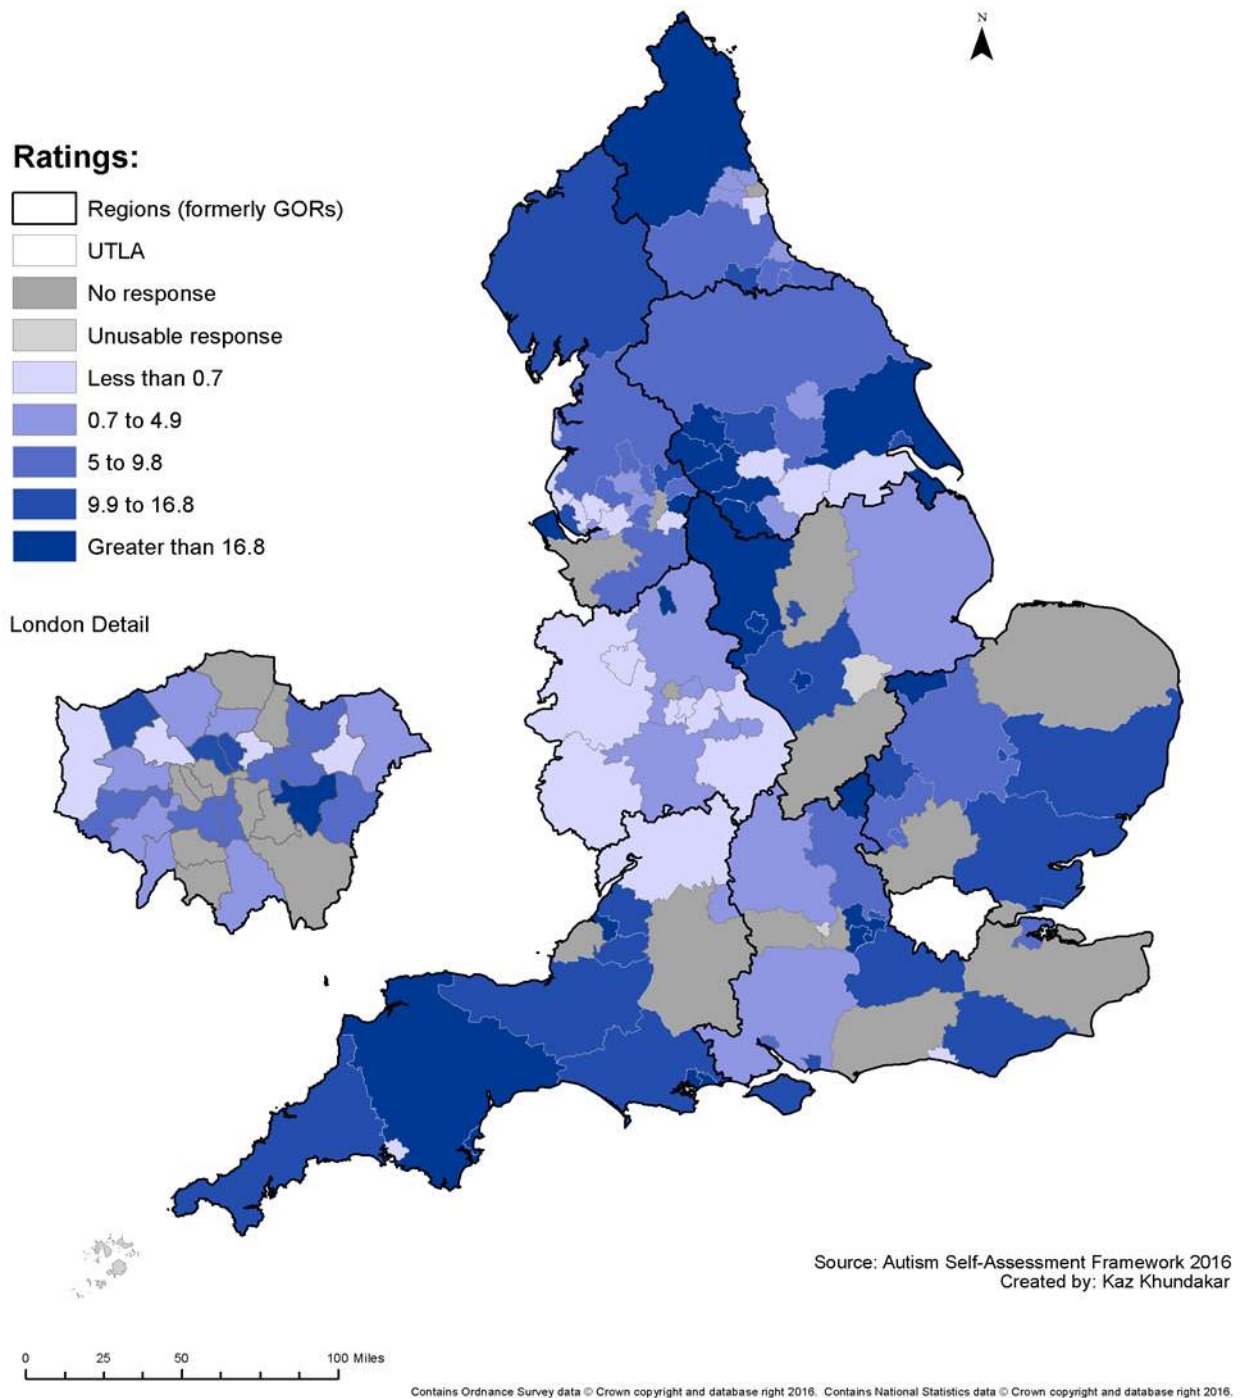 N
Ratings:
Regions (formerly GORs)
UTLA
No response
Unusable response
Less than 0.7
0.7 to 4.9
5 to 9.8
9.9 to 16.8
Greater than 16.8
London Detail
Source: Autism Self-Assessment Framework 2016
Created by: Kaz Khundakar
0 25 50 100 Miles
Contains Ordnance Survey data © Crown copyright and database right 2016. Contains National Statistics data © Crown copyright and database right 2016.